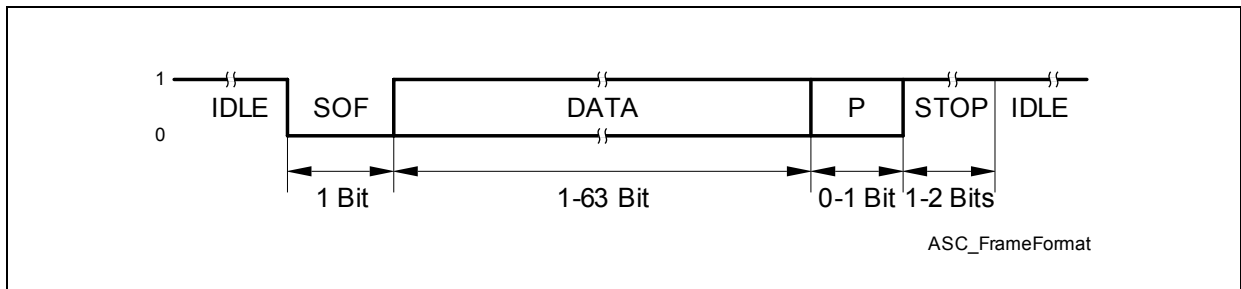 1
IDLE SOF DATA P STOP IDLE
0
1 Bit 1-63 Bit 0-1 Bit 1-2 Bits
ASC_FrameFormat